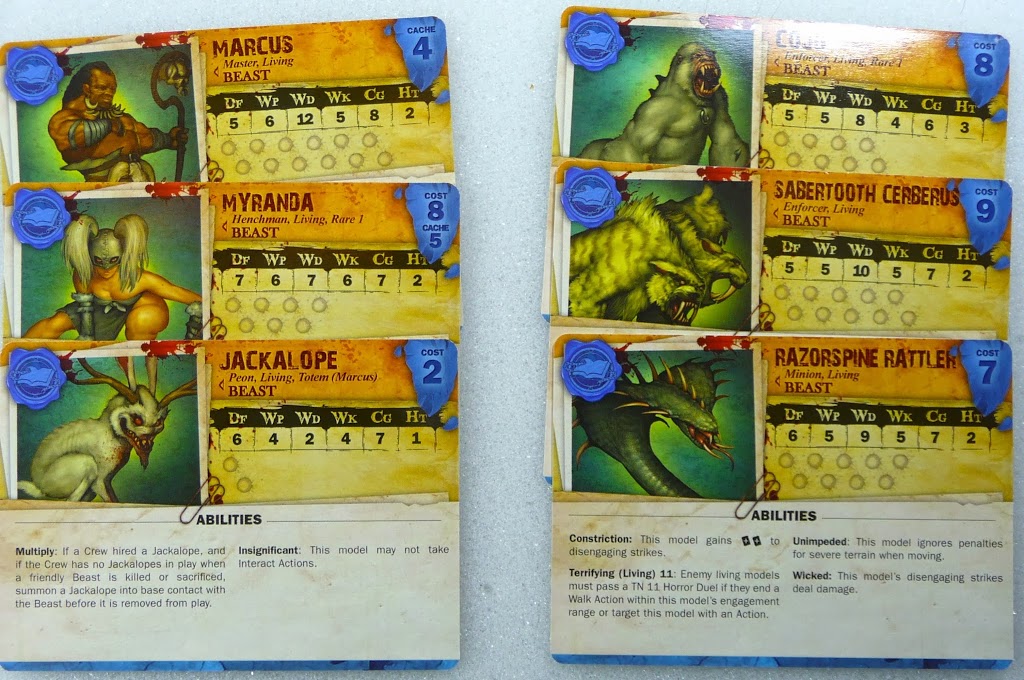 MARCUS
Master, Living
BEAST
CACHE
4
DF WP WD WK CG HT
5 6 12 5 8 2
MYRANDA
Henchman, Living, Rare 1
BEAST
COST
8
CACHE
5
DF WP WD WK CG HT
7 6 7 6 7 2
JACKALOPE
Peon, Living, Totem (Marcus)
BEAST
COST
2
DF WP WD WK CG HT
6 4 2 4 7 1
ABILITIES
Multiply: If a Crew hired a Jackalope, and
if the Crew has no Jackalopes in play when
a friendly Beast is killed or sacrificed,
summon a Jackalope into base contact with
the Beast before it is removed from play.
Insignificant: This model may not take
Interact Actions.
COJO
Enforcer, Living, Rare 1
BEAST
COST
8
DF WP WD WK CG HT
5 5 8 4 6 3
SABERTOOTH CERBERUS
Enforcer, Living
BEAST
COST
9
DF WP WD WK CG HT
5 5 10 5 7 2
RAZORSPINE RATTLER
Minion, Living
BEAST
COST
7
DF WP WD WK CG HT
6 5 9 5 7 2
ABILITIES
Constriction: This model gains to
disengaging strikes.
Terrifying (Living) 11: Enemy living models
must pass a TN 11 Horror Duel if they end a
Walk Action within this model's engagement
range or target this model with an Action.
Unimpeded: This model ignores penalties
for severe terrain when moving.
Wicked: This model's disengaging strikes
deal damage.